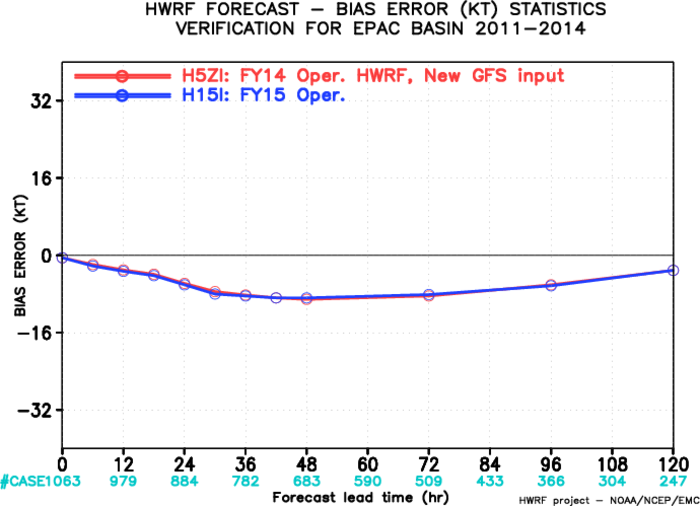 HWRF FORECAST – BIAS ERROR (KT) STATISTICS
VERIFICATION FOR EPAC BASIN 2011–2014
H5ZI: FY14 Oper. HWRF, New GFS input
H15I: FY15 Oper.
32
16
0
−16
−32
BIAS ERROR (KT)
0 12 24 36 48 60 72 84 96 108 120
#CASE1063 979 884 782 683 590 509 433 366 304 247
Forecast lead time (hr)
HWRF project – NOAA/NCEP/EMC